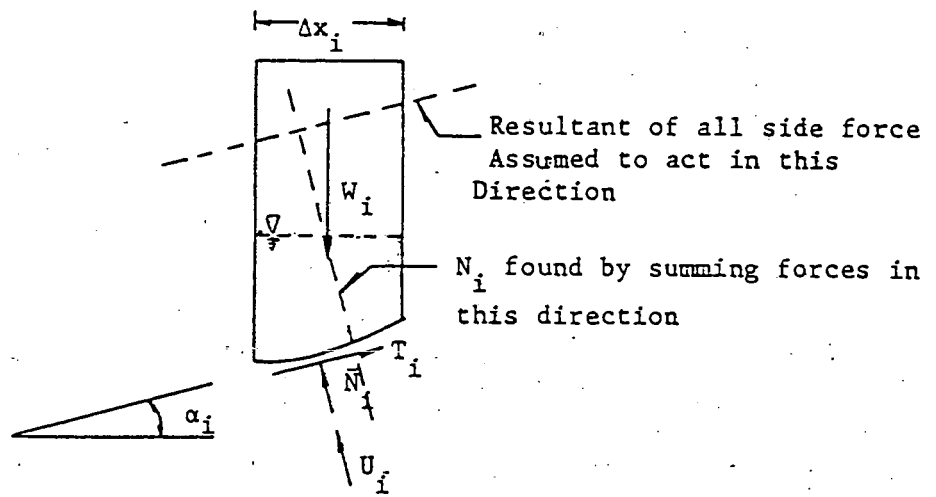 Δx_i
Resultant of all side force
Assumed to act in this
Direction
W_i
N_i found by summing forces in
this direction
T_i
N̄_i
α_i
U_i